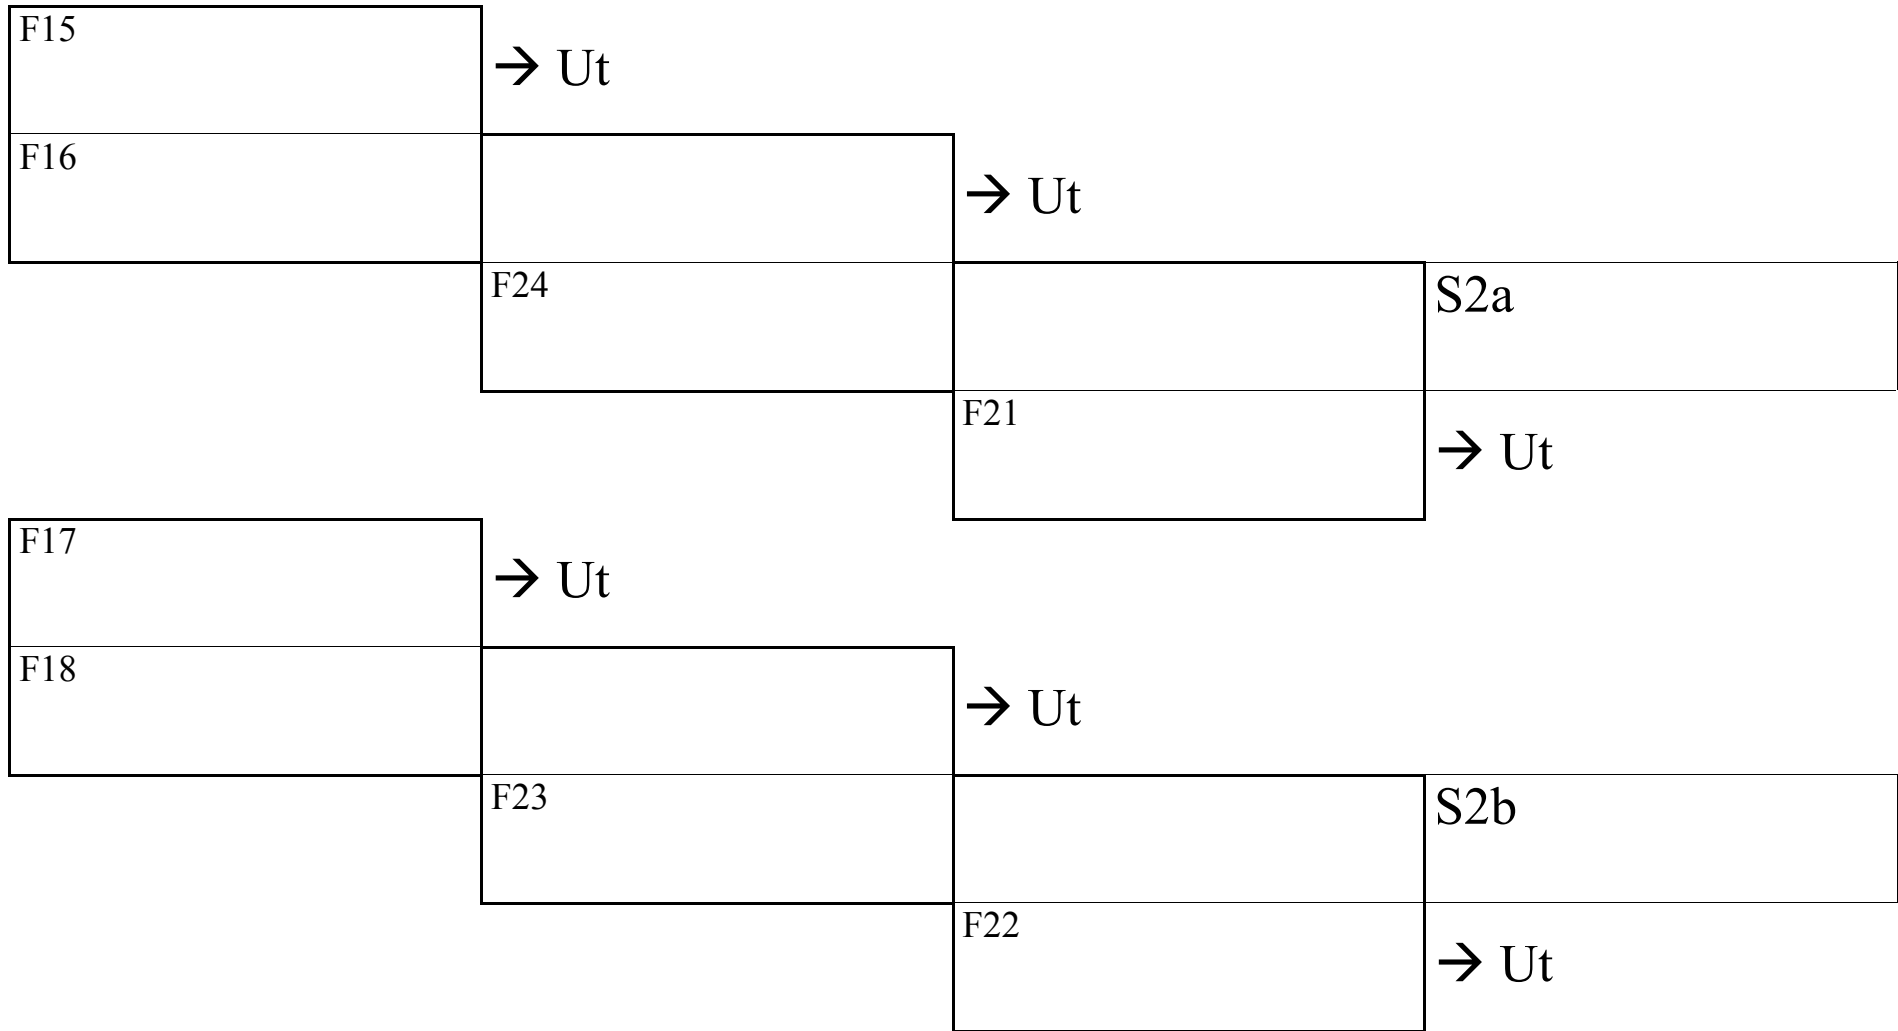 F15
→ Ut
F16
→ Ut
F24
S2a
F21
→ Ut
F17
→ Ut
F18
→ Ut
F23
S2b
F22
→ Ut